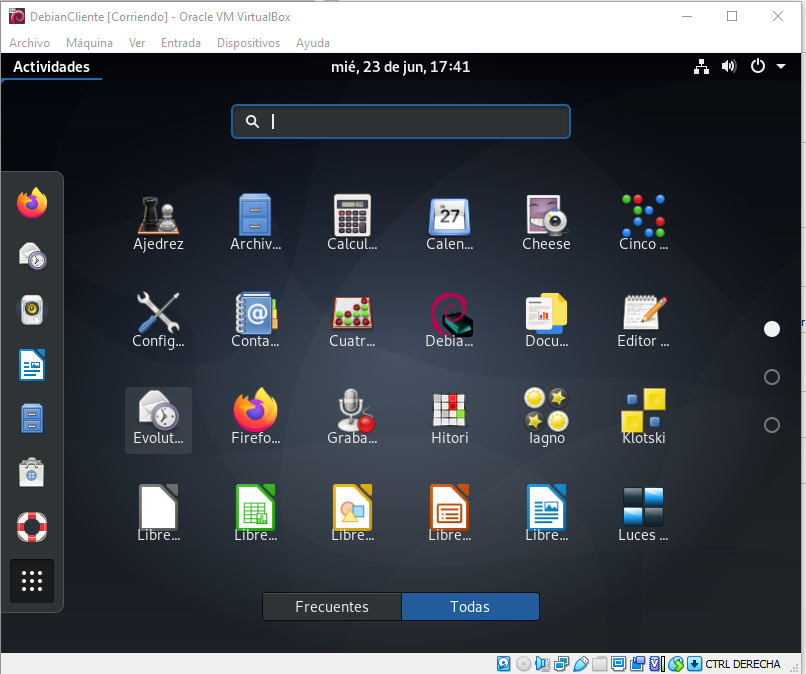 DebianCliente [Corriendo] - Oracle VM VirtualBox
Archivo Máquina Ver Entrada Dispositivos Ayuda
Actividades mié, 23 de jun, 17:41
Ajedrez Archiv... Calcul... Calen... Cheese Cinco ...
27
Config... Conta... Cuatr... Debia... Docu... Editor ...
Evolut... Firefo... Graba... Hitori Iagno Klotski
Libre... Libre... Libre... Libre... Libre... Luces ...
Frecuentes Todas
CTRL DERECHA